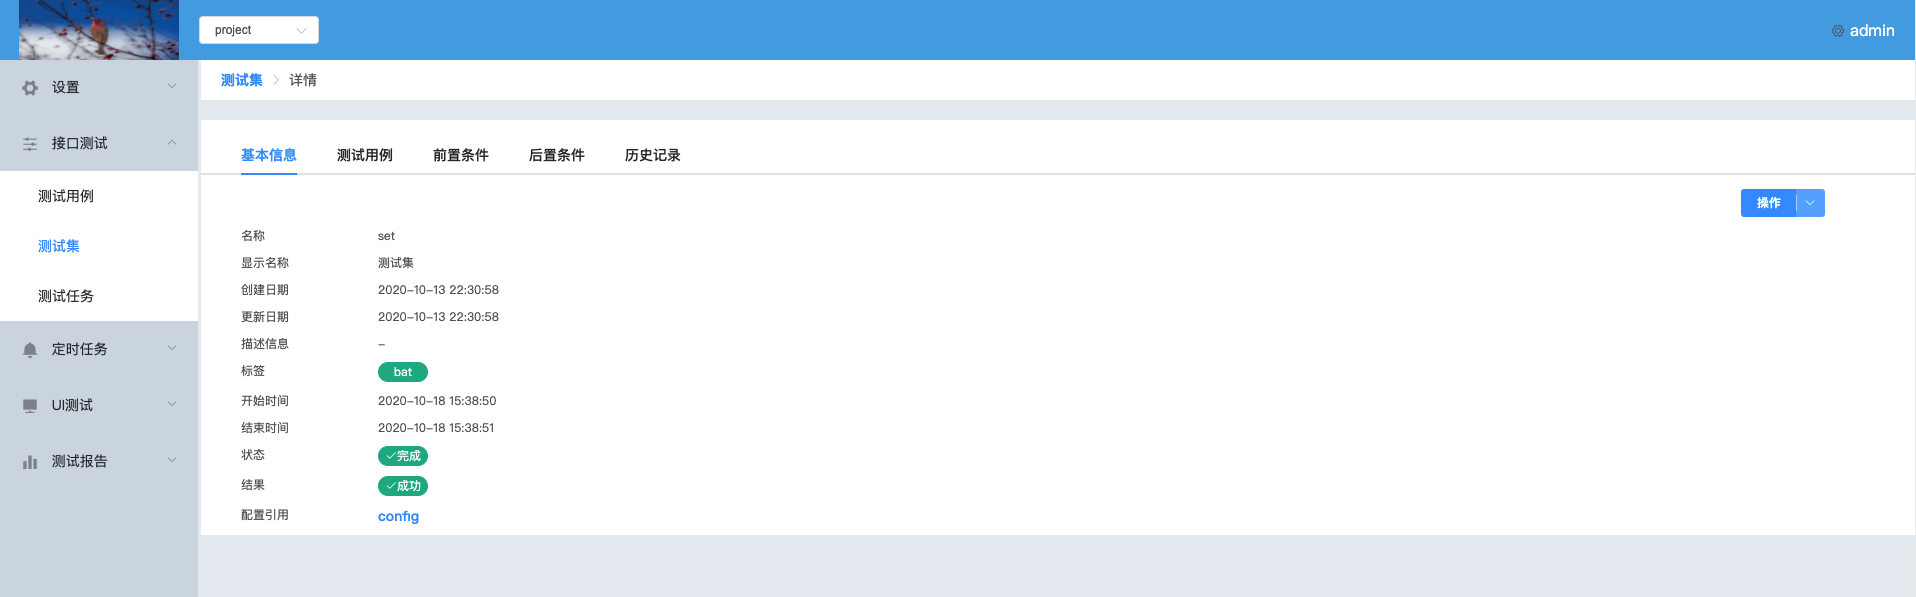 project
admin
设置
接口测试
测试用例
测试集
测试任务
定时任务
UI测试
测试报告
测试集 > 详情
基本信息 测试用例 前置条件 后置条件 历史记录
操作
名称 set
显示名称 测试集
创建日期 2020-10-13 22:30:58
更新日期 2020-10-13 22:30:58
描述信息 -
标签 bat
开始时间 2020-10-18 15:38:50
结束时间 2020-10-18 15:38:51
状态 ✓完成
结果 ✓成功
配置引用 config